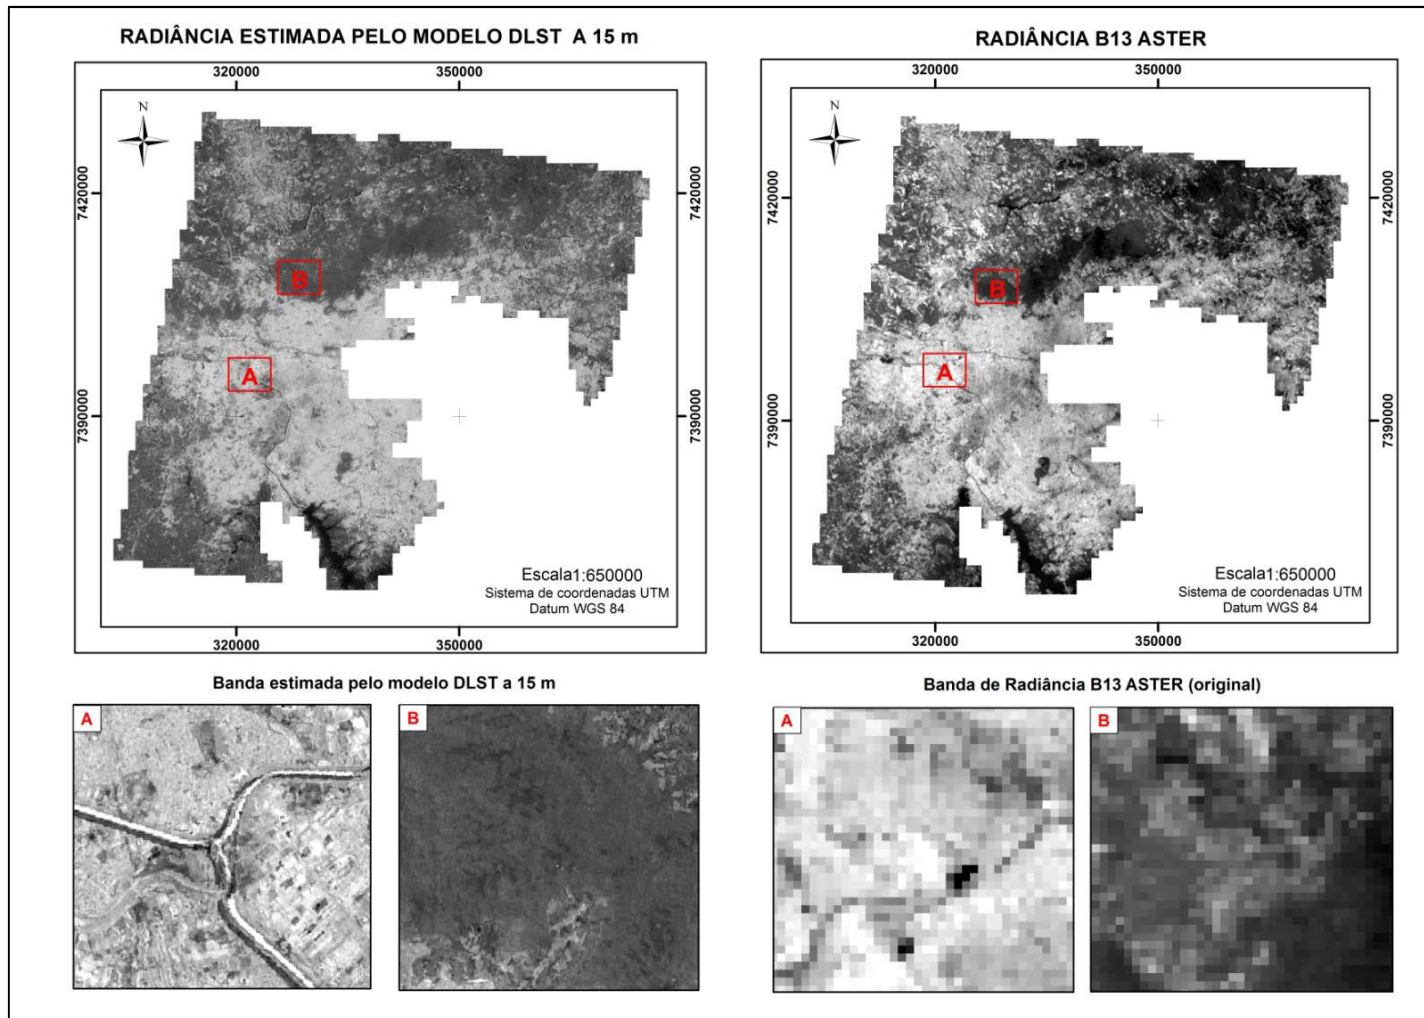 RADIÂNCIA ESTIMADA PELO MODELO DLST A 15 m
320000
350000
N
7420000
7420000
B
A
7390000
7390000
Escala1:650000
Sistema de coordenadas UTM
Datum WGS 84
320000
350000
RADIÂNCIA B13 ASTER
320000
350000
N
7420000
7420000
B
A
7390000
7390000
Escala1:650000
Sistema de coordenadas UTM
Datum WGS 84
320000
350000
Banda estimada pelo modelo DLST a 15 m
A
B
Banda de Radiância B13 ASTER (original)
A
B